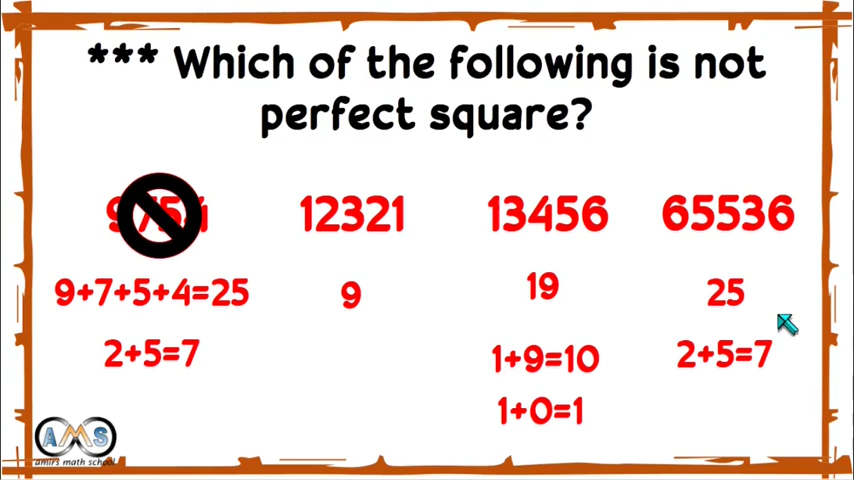 *** Which of the following is not
perfect square?
9754 12321 13456 65536
9+7+5+4=25 9 19 25
2+5=7 1+9=10 2+5=7
1+0=1
AMS
amirs math school